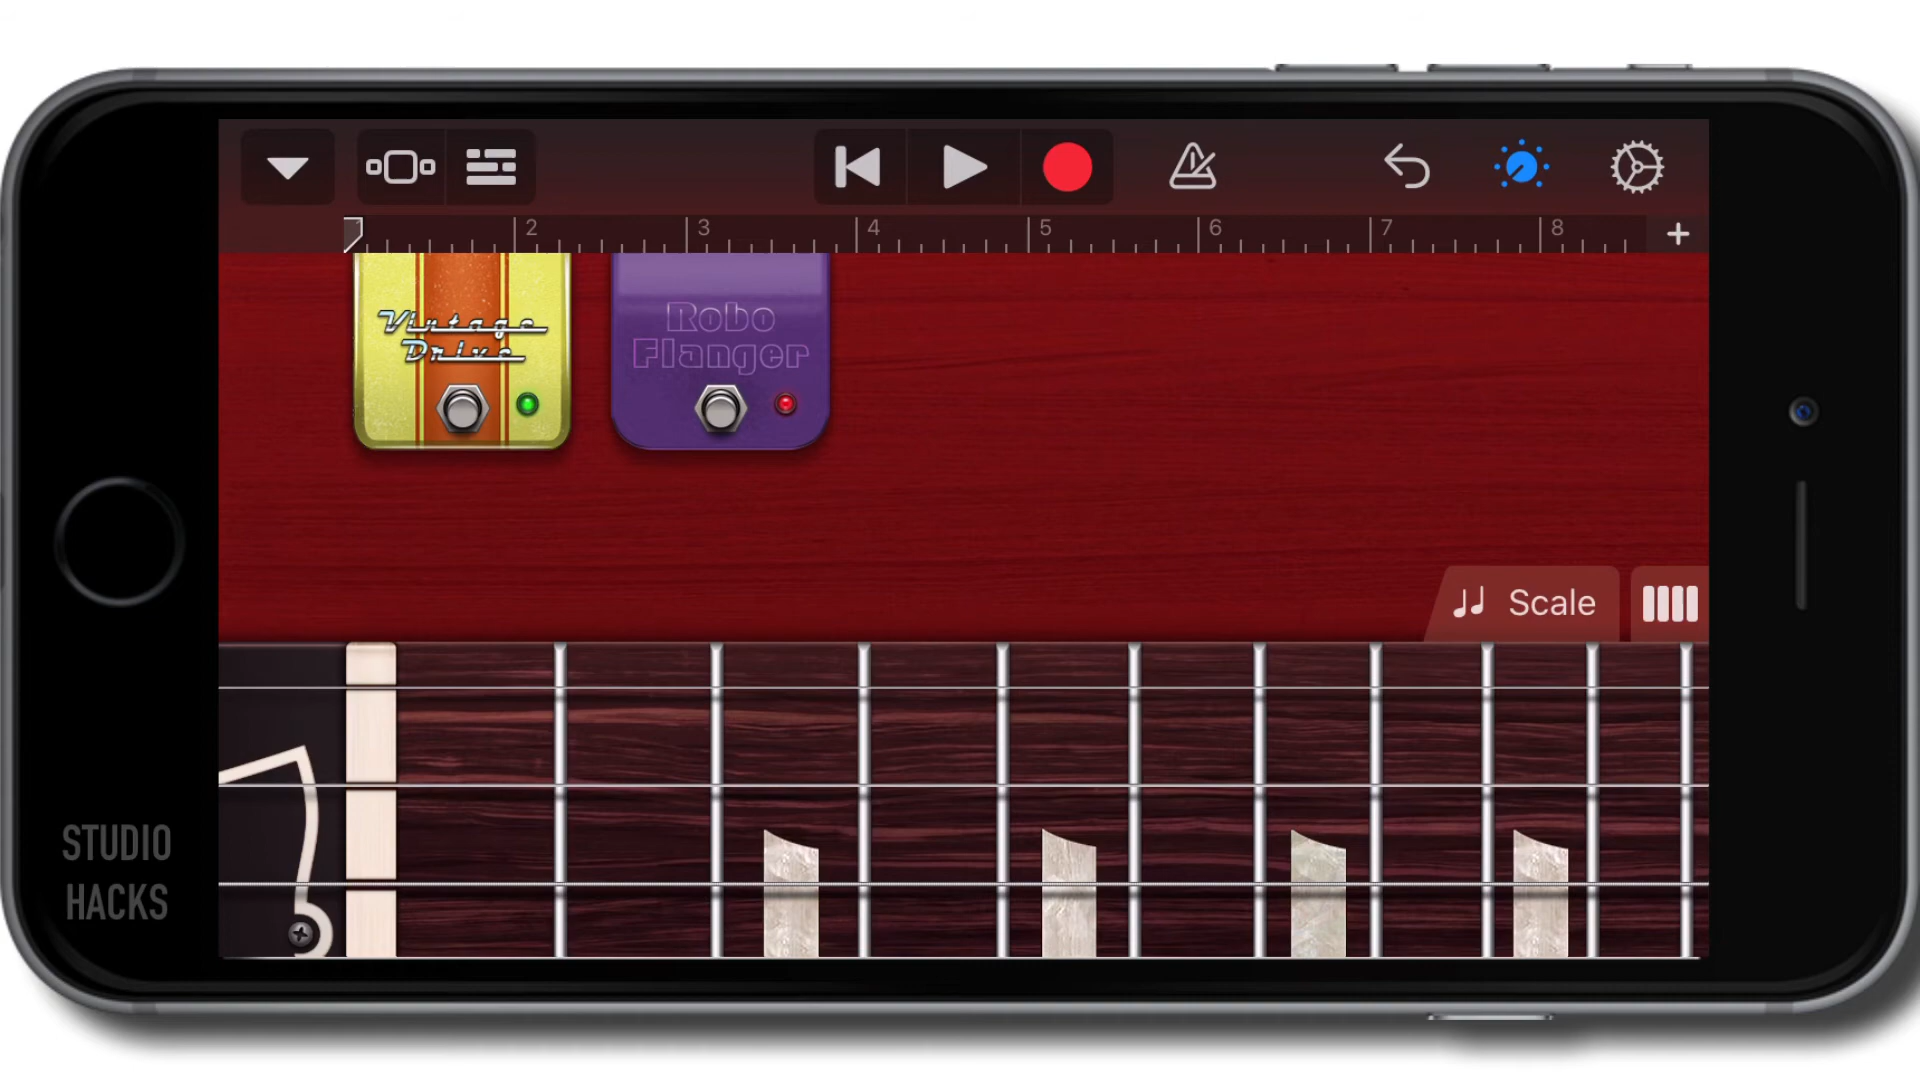 2
3
4
5
6
7
8
Vintage
Drive
Robo
Flanger
Scale
STUDIO
HACKS